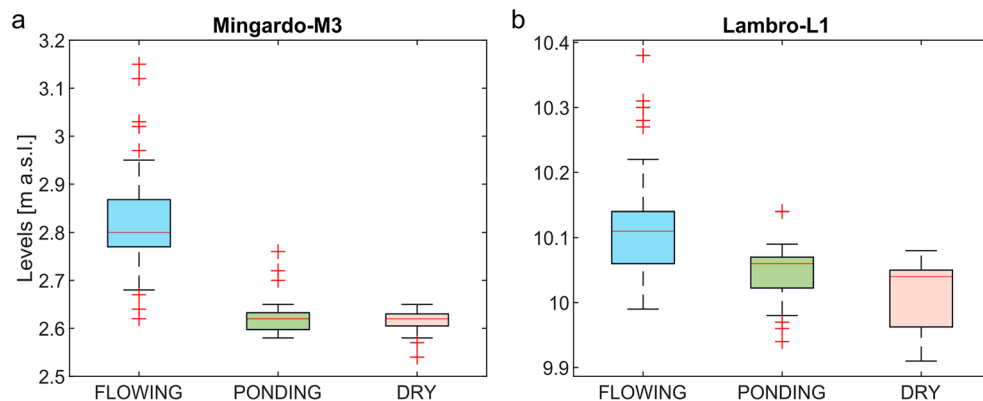 a
Mingardo-M3
Levels [m a.s.l.]
3.2
3.1
3
2.9
2.8
2.7
2.6
2.5
FLOWING PONDING DRY
b
Lambro-L1
10.4
10.3
10.2
10.1
10
9.9
FLOWING PONDING DRY